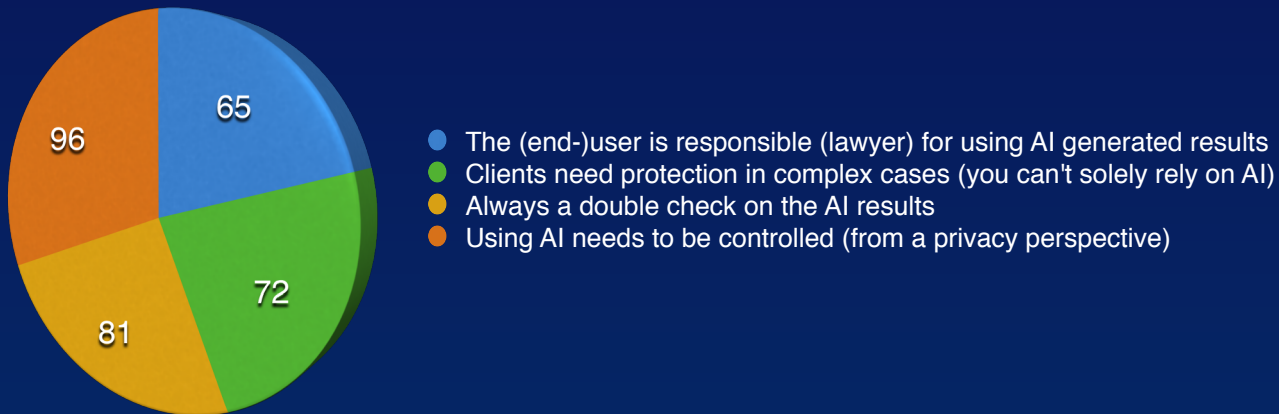 65
96
72
81
The (end-)user is responsible (lawyer) for using AI generated results
Clients need protection in complex cases (you can't solely rely on AI)
Always a double check on the AI results
Using AI needs to be controlled (from a privacy perspective)